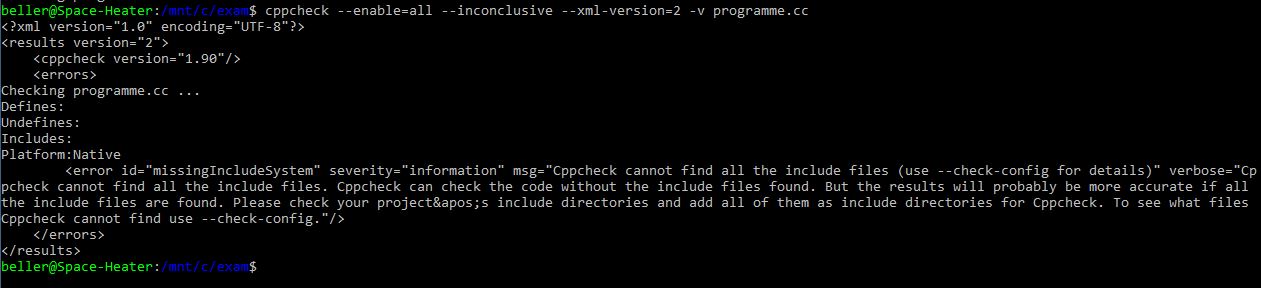 beller@Space-Heater:/mnt/c/exam$ cppcheck --enable=all --inconclusive --xml-version=2 -v programme.cc
<?xml version="1.0" encoding="UTF-8"?>
<results version="2">
    <cppcheck version="1.90"/>
    <errors>
Checking programme.cc ...
Defines:
Undefines:
Includes:
Platform:Native
        <error id="missingIncludeSystem" severity="information" msg="Cppcheck cannot find all the include files (use --check-config for details)" verbose="Cp
pcheck cannot find all the include files. Cppcheck can check the code without the include files found. But the results will probably be more accurate if all
the include files are found. Please check your project&apos;s include directories and add all of them as include directories for Cppcheck. To see what files
Cppcheck cannot find use --check-config."/>
    </errors>
</results>
beller@Space-Heater:/mnt/c/exam$